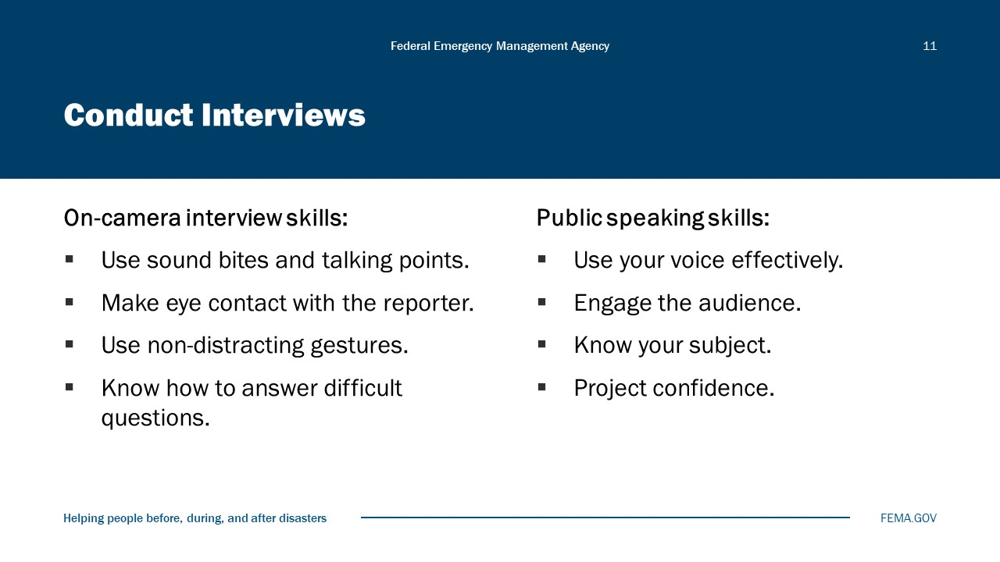 Federal Emergency Management Agency
11
Conduct Interviews
On-camera interview skills:
▪ Use sound bites and talking points.
▪ Make eye contact with the reporter.
▪ Use non-distracting gestures.
▪ Know how to answer difficult
questions.
Public speaking skills:
▪ Use your voice effectively.
▪ Engage the audience.
▪ Know your subject.
▪ Project confidence.
Helping people before, during, and after disasters
FEMA.GOV